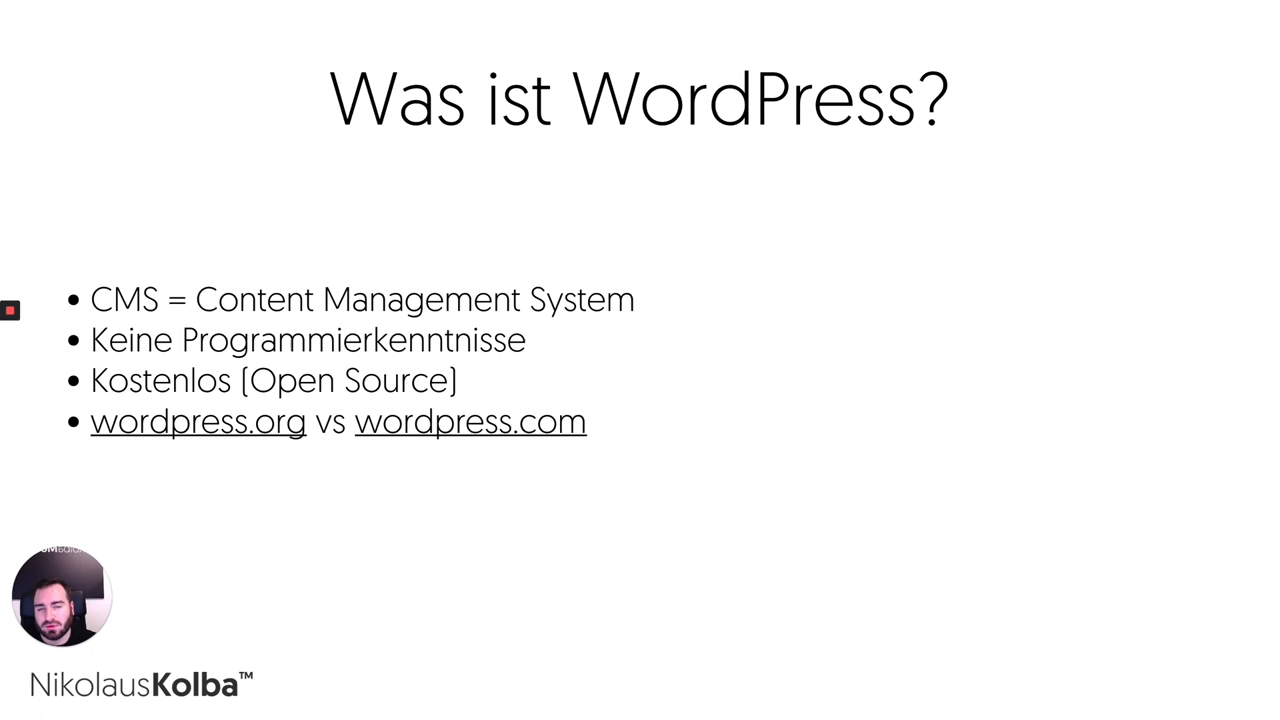 Was ist WordPress?
• CMS = Content Management System
• Keine Programmierkenntnisse
• Kostenlos (Open Source)
• wordpress.org vs wordpress.com
NikolausKolba™